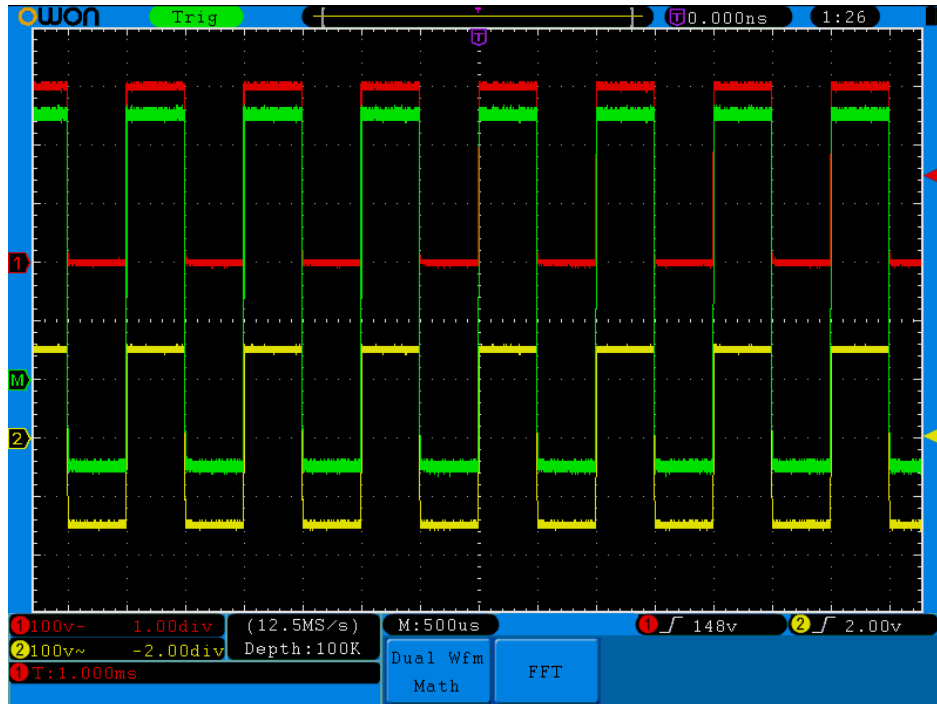 OWON Trig T T 0.000ns 1:26
T
1
M
2
1 100v- 1.00div (12.5MS/s) M:500us 1 148v 2 2.00v
2 100v~ -2.00div Depth:100K
1 T:1.000ms
Dual Wfm
Math
FFT